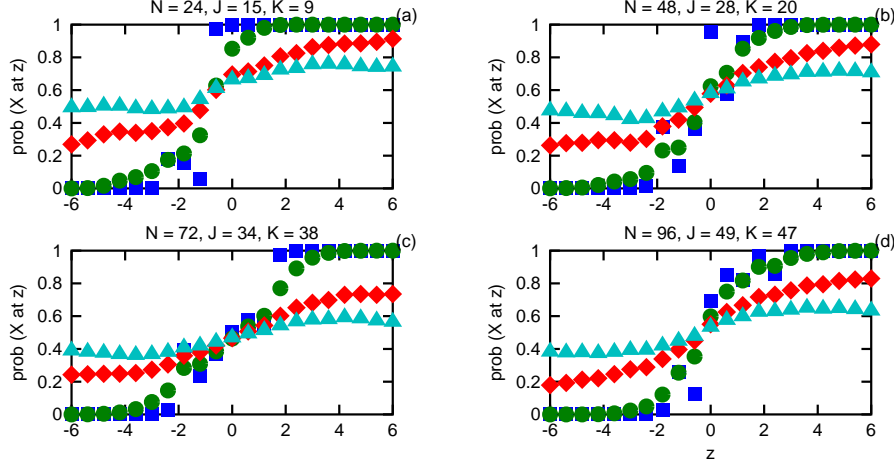 N = 24, J = 15, K = 9
(a)
prob (X at z)
1
0.8
0.6
0.4
0.2
0
-6 -4 -2 0 2 4 6
N = 48, J = 28, K = 20
(b)
prob (X at z)
1
0.8
0.6
0.4
0.2
0
-6 -4 -2 0 2 4 6
z
N = 72, J = 34, K = 38
(c)
prob (X at z)
1
0.8
0.6
0.4
0.2
0
-6 -4 -2 0 2 4 6
N = 96, J = 49, K = 47
(d)
prob (X at z)
1
0.8
0.6
0.4
0.2
0
-6 -4 -2 0 2 4 6
z